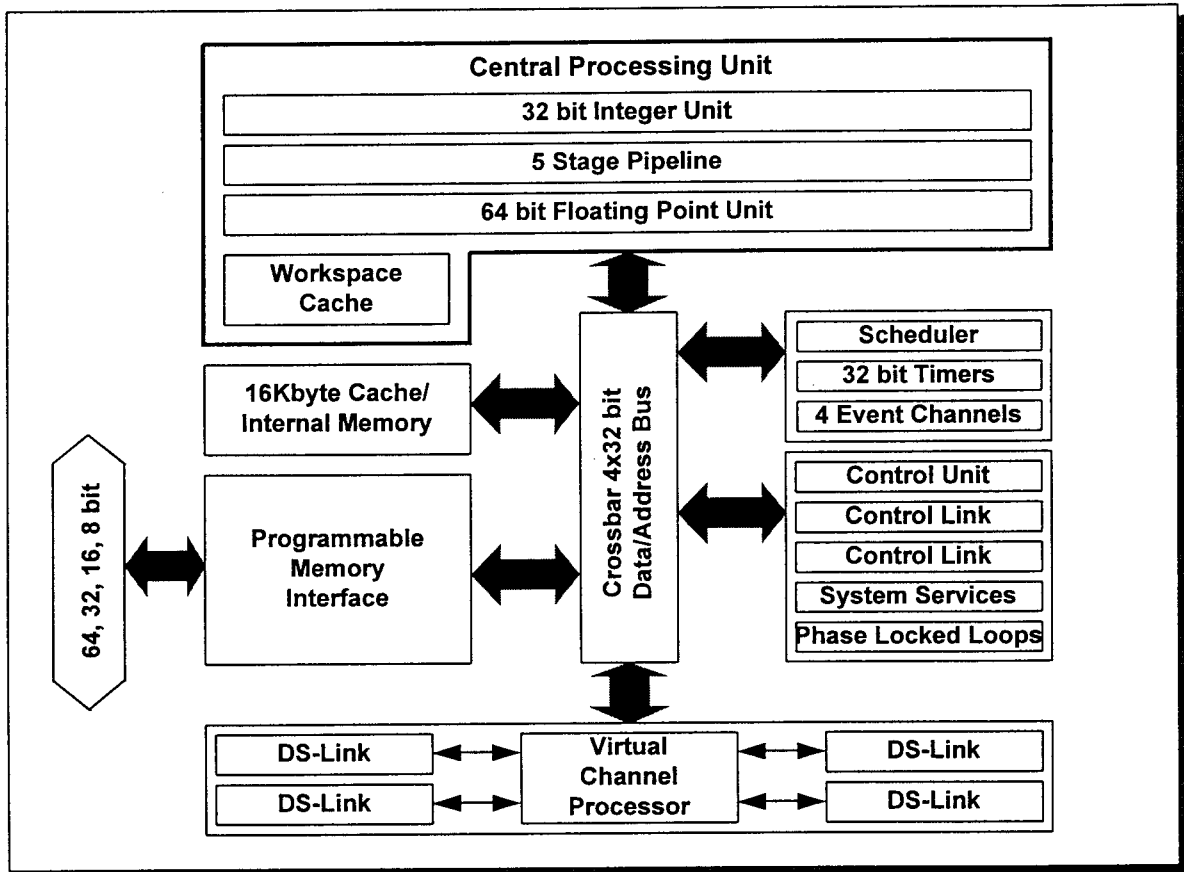 Central Processing Unit
32 bit Integer Unit
5 Stage Pipeline
64 bit Floating Point Unit
Workspace
Cache
16Kbyte Cache/
Internal Memory
Programmable
Memory
Interface
64, 32, 16, 8 bit
Crossbar 4x32 bit
Data/Address Bus
Scheduler
32 bit Timers
4 Event Channels
Control Unit
Control Link
Control Link
System Services
Phase Locked Loops
DS-Link
DS-Link
Virtual
Channel
Processor
DS-Link
DS-Link